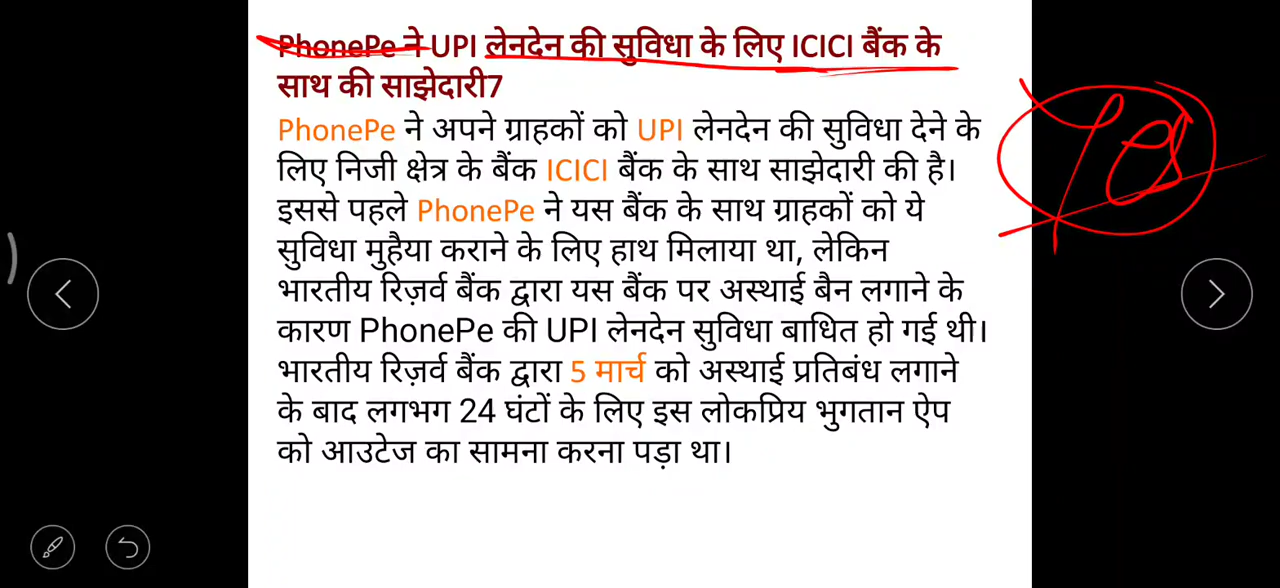 PhonePe ने UPI लेनदेन की सुविधा के लिए ICICI बैंक के
साथ की साझेदारी7
PhonePe ने अपने ग्राहकों को UPI लेनदेन की सुविधा देने के
लिए निजी क्षेत्र के बैंक ICICI बैंक के साथ साझेदारी की है।
इससे पहले PhonePe ने यस बैंक के साथ ग्राहकों को ये
सुविधा मुहैया कराने के लिए हाथ मिलाया था, लेकिन
भारतीय रिज़र्व बैंक द्वारा यस बैंक पर अस्थाई बैन लगाने के
कारण PhonePe की UPI लेनदेन सुविधा बाधित हो गई थी।
भारतीय रिज़र्व बैंक द्वारा 5 मार्च को अस्थाई प्रतिबंध लगाने
के बाद लगभग 24 घंटों के लिए इस लोकप्रिय भुगतान ऐप
को आउटेज का सामना करना पड़ा था।